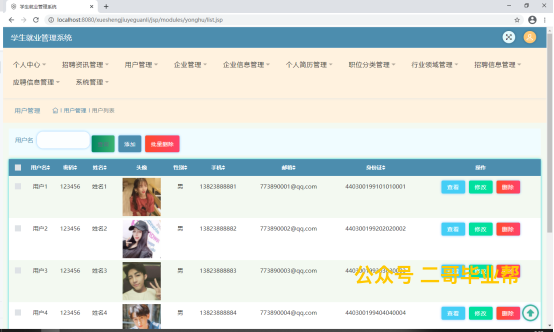 学生就业管理系统
localhost:8080/xueshengjiuyeguanli/jsp/modules/yonghu/list.jsp
学生就业管理系统
个人中心 招聘资讯管理 用户管理 企业管理 企业信息管理 个人简历管理 职位分类管理 行业领域管理 招聘信息管理
应聘信息管理 系统管理
用户管理 用户管理 用户列表
用户名 添加 批量删除
用户名 密码 姓名 头像 性别 手机 邮箱 身份证 操作
用户1 123456 姓名1 男 13823888881 773890001@qq.com 440300199101010001 查看 修改 删除
用户2 123456 姓名2 男 13823888882 773890002@qq.com 440300199202020002 查看 修改 删除
用户3 123456 姓名3 男 13823888883 773890003@qq.com
公众号 二哥毕业帮
用户4 123456 姓名4 男 13823888884 773890004@qq.com 440300199404040004 查看 修改 删除